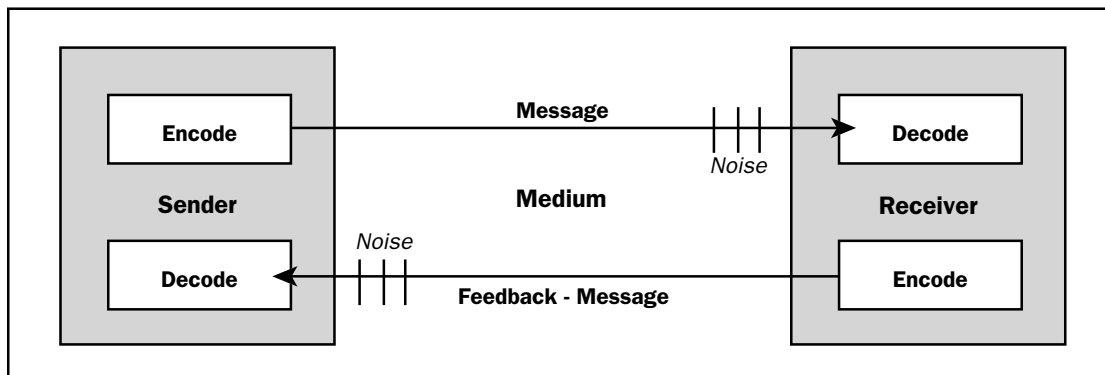 Message
Encode
Decode
Noise
Sender
Medium
Receiver
Noise
Decode
Encode
Feedback - Message